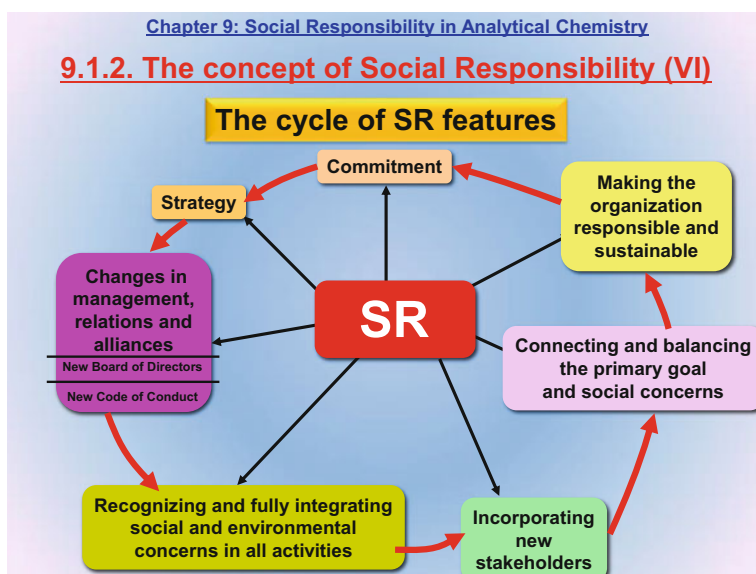 Chapter 9: Social Responsibility in Analytical Chemistry
9.1.2. The concept of Social Responsibility (VI)
The cycle of SR features
Commitment
Strategy
Making the
organization
responsible and
sustainable
Changes in
management,
relations and
alliances
New Board of Directors
New Code of Conduct
SR
Connecting and balancing
the primary goal
and social concerns
Recognizing and fully integrating
social and environmental
concerns in all activities
Incorporating
new
stakeholders